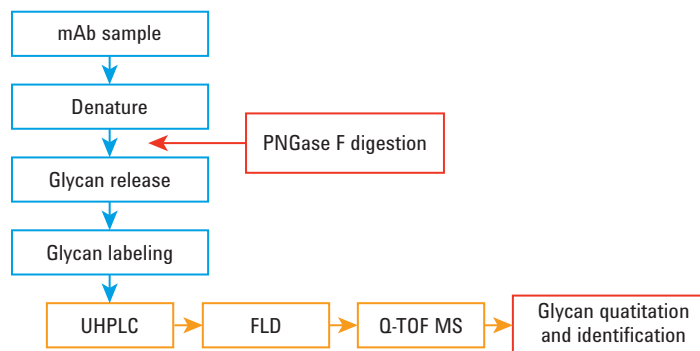 mAb sample
Denature
PNGase F digestion
Glycan release
Glycan labeling
UHPLC
FLD
Q-TOF MS
Glycan quatitation
and identification